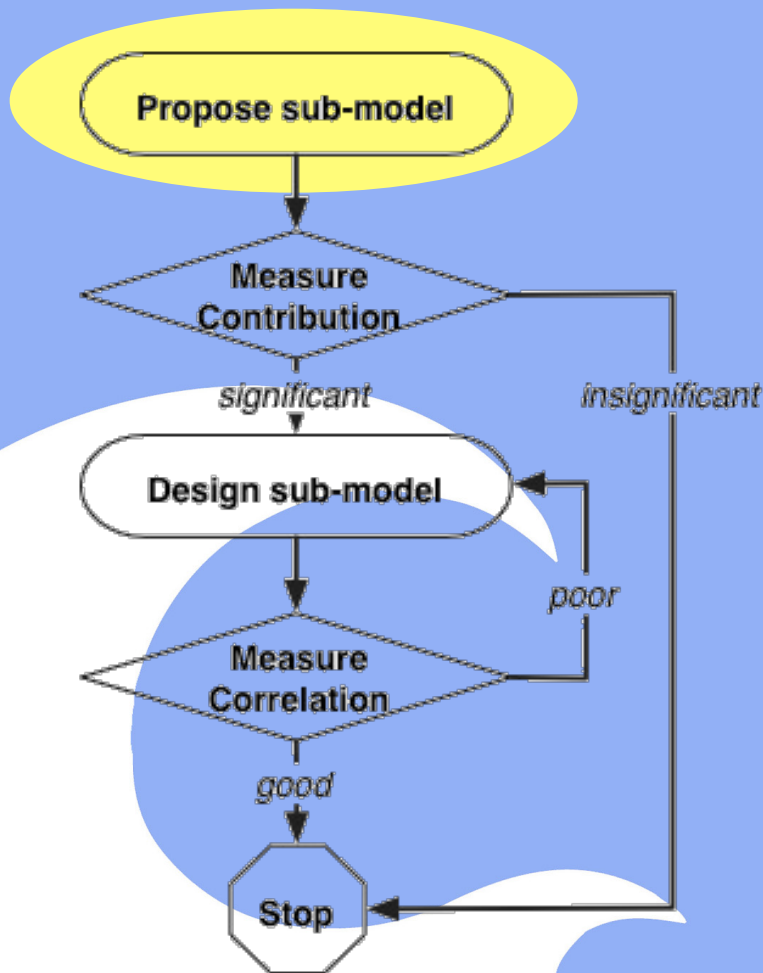 Propose sub-model
Measure
Contribution
significant
insignificant
Design sub-model
poor
Measure
Correlation
good
Stop